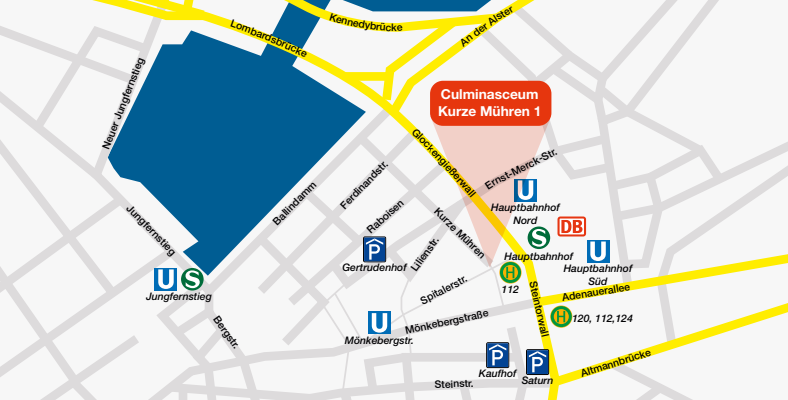 Kennedybrücke
Lombardsbrücke
An der Alster
Neuer Jungfernstieg
Culminasceum
Kurze Mühren 1
Glockengießerwall
Ernst-Merck-Str.
Ferdinandstr.
Ballindamm
Raboisen
Kurze Mühren
Lilienstr.
Jungfernstieg
U
Hauptbahnhof
Nord
S
DB
Hauptbahnhof
U
Hauptbahnhof
Süd
P
Gertrudenhof
H
112
U S
Jungfernstieg
Spitalerstr.
Steintorwall
Adenauerallee
H 120, 112,124
Bergstr.
U
Mönkebergstr.
Mönkebergstraße
P
Kaufhof
P
Saturn
Altmannbrücke
Steinstr.